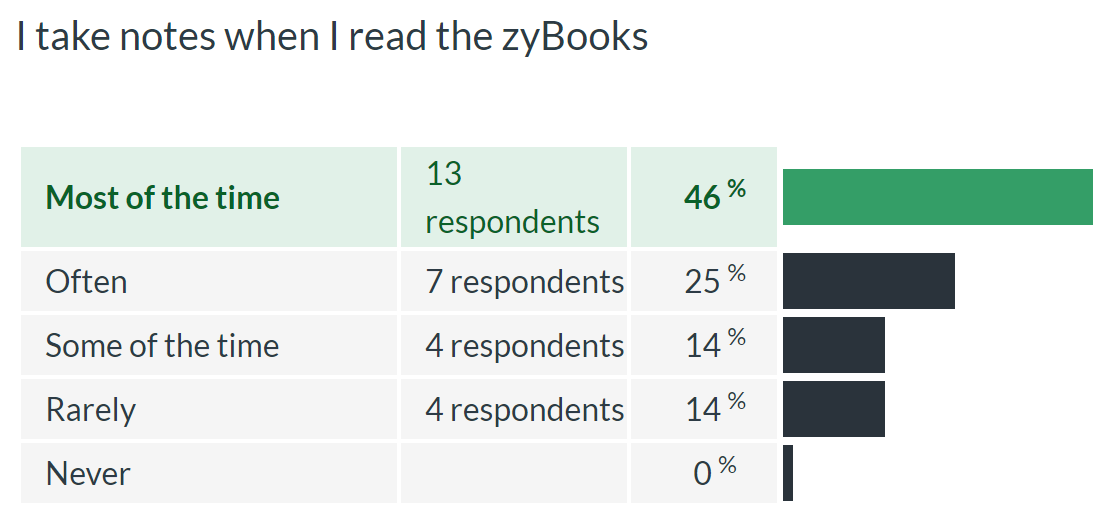 I take notes when I read the zyBooks
Most of the time 13 respondents 46 %
Often 7 respondents 25 %
Some of the time 4 respondents 14 %
Rarely 4 respondents 14 %
Never 0 %